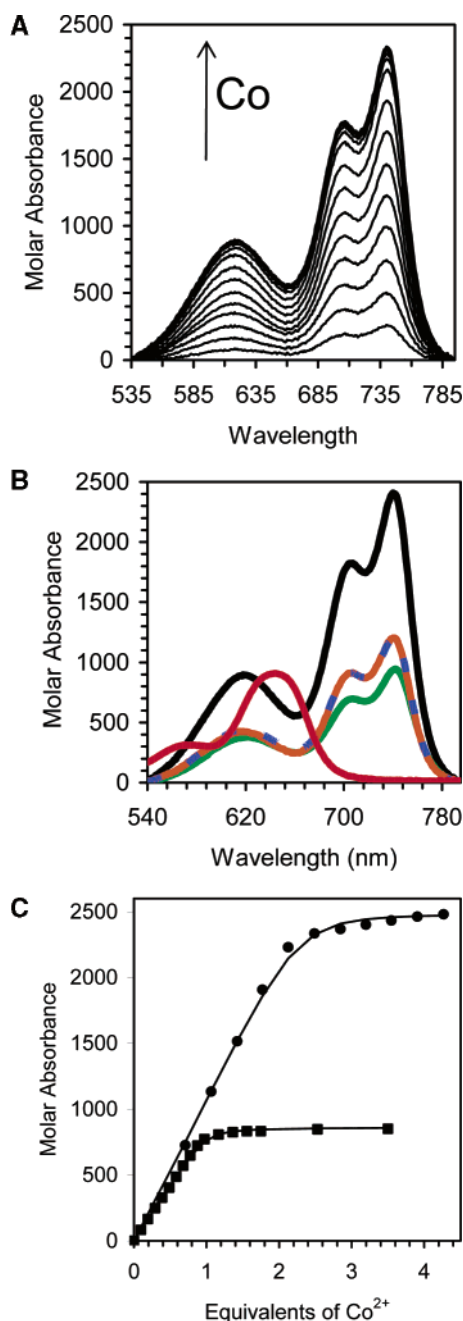 A
2500
2000
1500
1000
500
0
Molar Absorbance
Co
535 585 635 685 735 785
Wavelength
B
2500
2000
1500
1000
500
0
Molar Absorbance
540 620 700 780
Wavelength (nm)
C
2500
2000
1500
1000
500
0
Molar Absorbance
0 1 2 3 4
Equivalents of Co²⁺